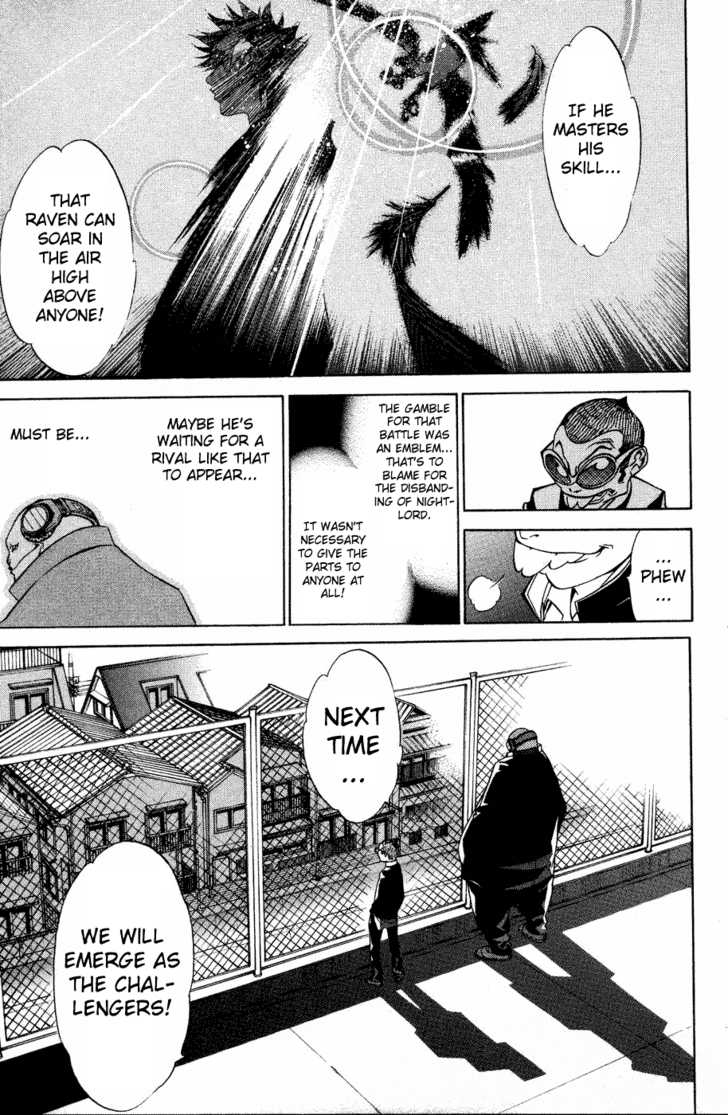 IF HE
MASTERS
HIS
SKILL...
THAT
RAVEN CAN
SOAR IN
THE AIR
HIGH
ABOVE
ANYONE!
...
PHEW
...
THE GAMBLE
FOR THAT
BATTLE WAS
AN EMBLEM...
THAT'S TO
BLAME FOR
THE DISBAND-
ING OF NIGHT-
LORD.
IT WASN'T
NECESSARY
TO GIVE THE
PARTS TO
ANYONE AT
ALL!
MAYBE HE'S
WAITING FOR A
RIVAL LIKE THAT
TO APPEAR...
MUST BE...
NEXT
TIME
...
WE WILL
EMERGE AS
THE CHAL-
LENGERS!